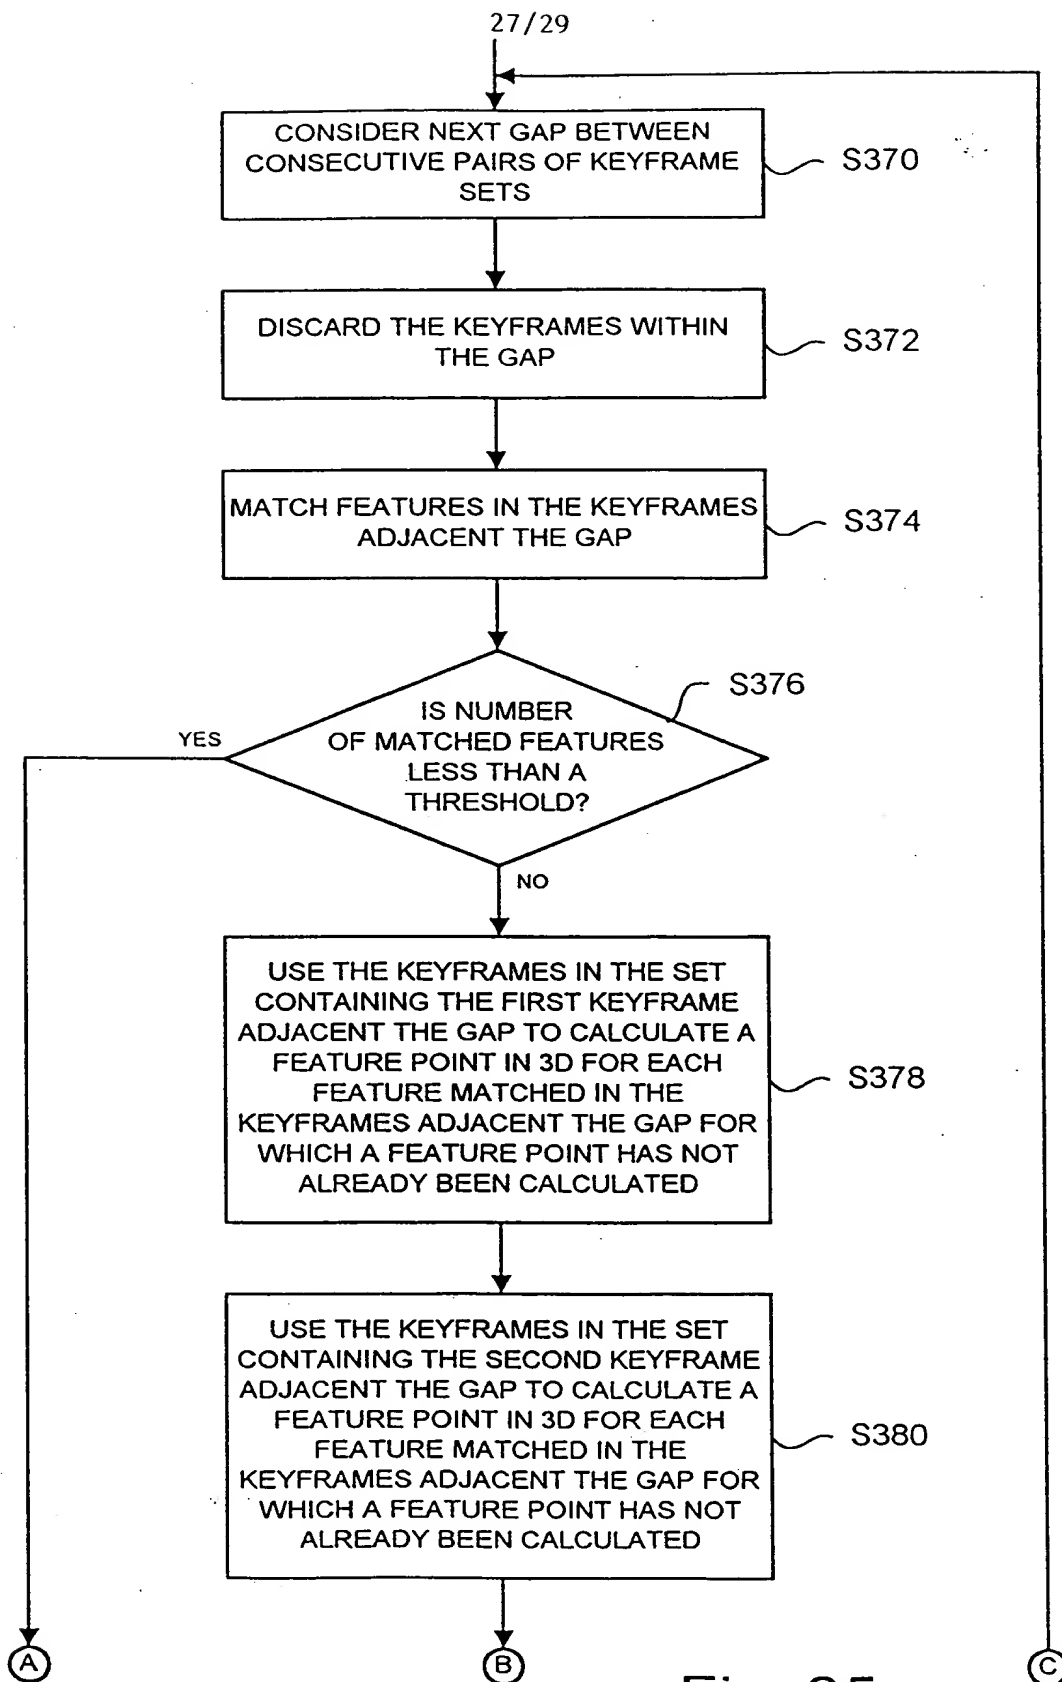 27/29
CONSIDER NEXT GAP BETWEEN
CONSECUTIVE PAIRS OF KEYFRAME
SETS
S370
DISCARD THE KEYFRAMES WITHIN
THE GAP
S372
MATCH FEATURES IN THE KEYFRAMES
ADJACENT THE GAP
S374
S376
IS NUMBER
OF MATCHED FEATURES
LESS THAN A
THRESHOLD?
YES
NO
USE THE KEYFRAMES IN THE SET
CONTAINING THE FIRST KEYFRAME
ADJACENT THE GAP TO CALCULATE A
FEATURE POINT IN 3D FOR EACH
FEATURE MATCHED IN THE
KEYFRAMES ADJACENT THE GAP FOR
WHICH A FEATURE POINT HAS NOT
ALREADY BEEN CALCULATED
S378
USE THE KEYFRAMES IN THE SET
CONTAINING THE SECOND KEYFRAME
ADJACENT THE GAP TO CALCULATE A
FEATURE POINT IN 3D FOR EACH
FEATURE MATCHED IN THE
KEYFRAMES ADJACENT THE GAP FOR
WHICH A FEATURE POINT HAS NOT
ALREADY BEEN CALCULATED
S380
A
B
C